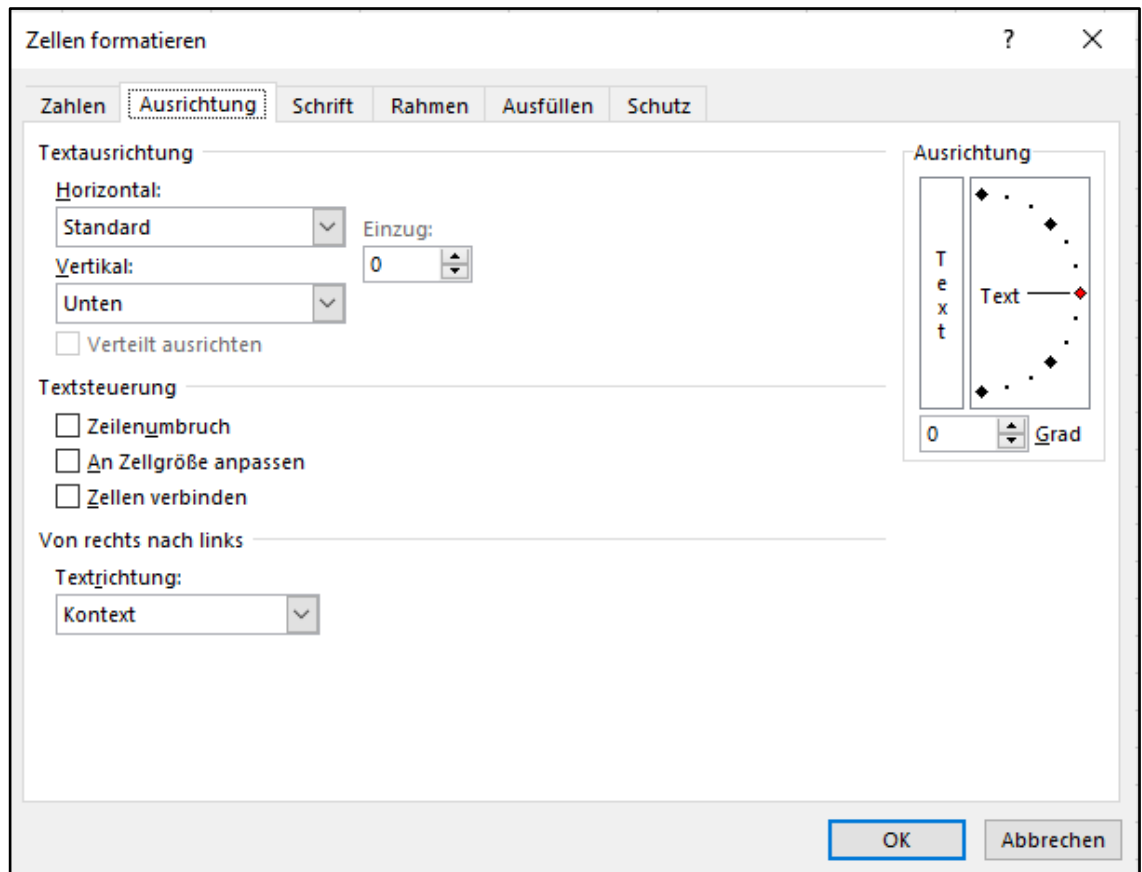 Zellen formatieren ?
Zahlen Ausrichtung Schrift Rahmen Ausfüllen Schutz
Textausrichtung
Horizontal:
Standard
Einzug:
0
Vertikal:
Unten
Verteilt ausrichten
Textsteuerung
Zeilenumbruch
An Zellgröße anpassen
Zellen verbinden
Von rechts nach links
Textrichtung:
Kontext
Ausrichtung
Text
Text
0 Grad
OK Abbrechen